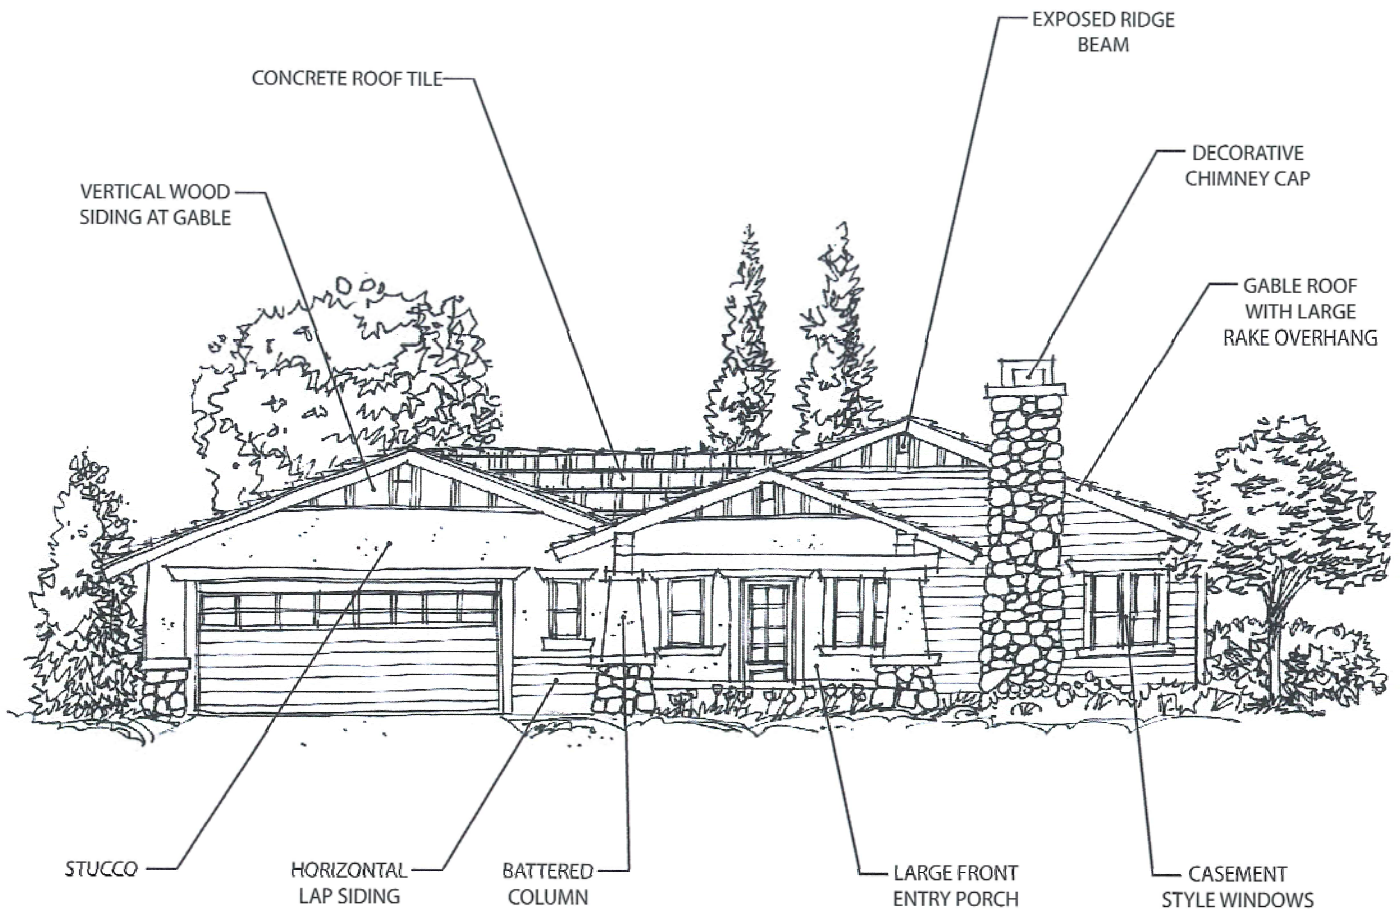 EXPOSED RIDGE
BEAM
CONCRETE ROOF TILE
DECORATIVE
CHIMNEY CAP
VERTICAL WOOD
SIDING AT GABLE
GABLE ROOF
WITH LARGE
RAKE OVERHANG
STUCCO
HORIZONTAL
LAP SIDING
BATTERED
COLUMN
LARGE FRONT
ENTRY PORCH
CASEMENT
STYLE WINDOWS